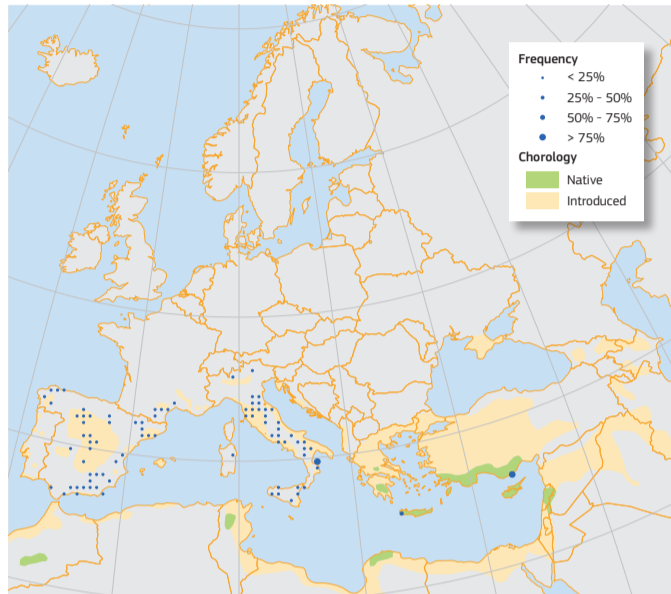 Frequency
< 25%
25% - 50%
50% - 75%
> 75%
Chorology
Native
Introduced